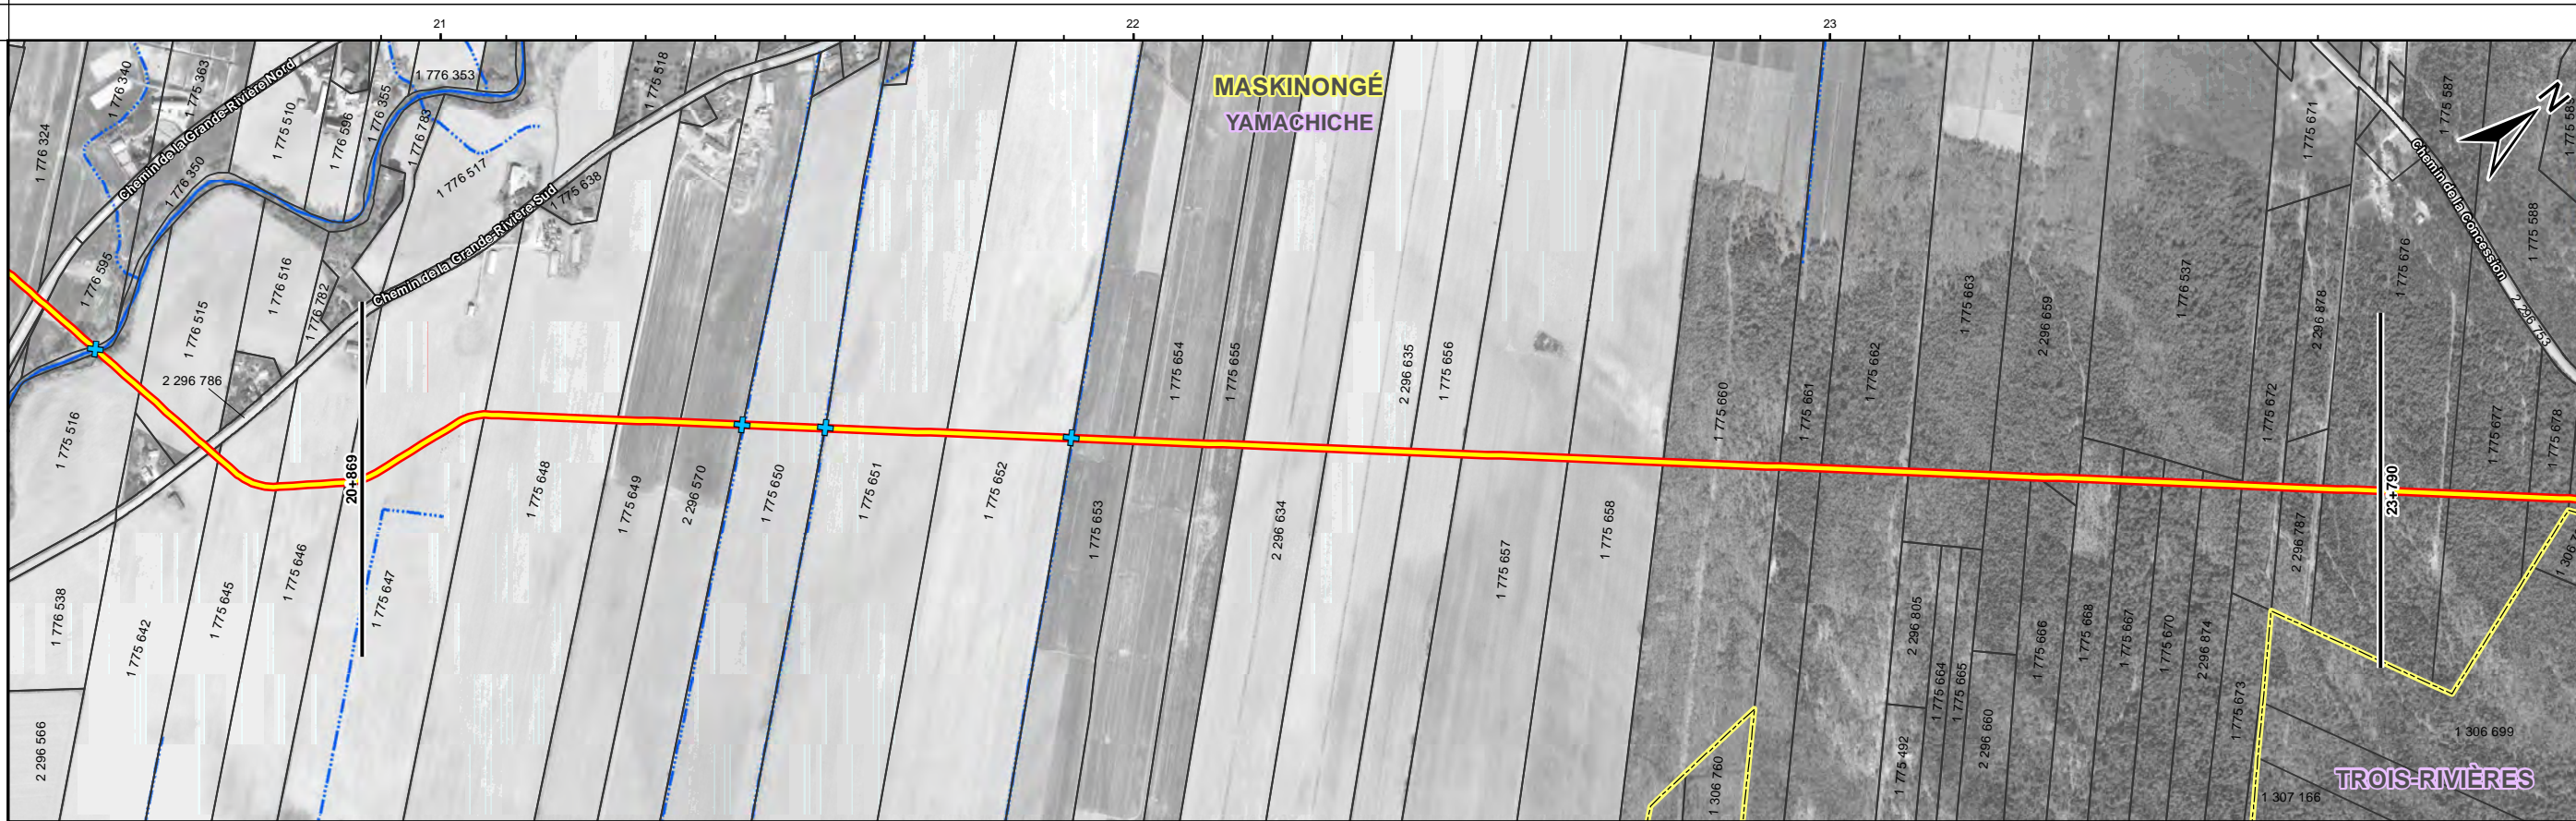 21
22
23
MASKINONGÉ
YAMACHICHE
N
1 776 324
1 776 340
1 775 363
Chemin de la Grande-Rivière Nord
1 775 510
1 776 596
1 776 355
1 776 353
1 776 783
1 776 350
1 776 517
1 775 638
1 775 518
Chemin de la Grande-Rivière Sud
1 776 595
1 776 515
1 776 516
1 776 782
2 296 786
1 775 516
20+869
1 775 648
1 775 649
2 296 570
1 775 650
1 775 651
1 775 652
1 775 653
1 775 654
1 775 655
2 296 634
2 296 635
1 775 656
1 775 657
1 775 658
1 775 660
1 775 661
1 775 662
1 775 663
2 296 659
1 776 537
1 775 671
2 296 878
1 775 672
1 775 676
Chemin de la Concession
1 775 587
1 775 588
2 296 753
1 775 677
1 775 678
23+790
2 296 787
1 776 538
1 775 642
1 775 645
1 775 646
1 775 647
2 296 566
2 296 805
1 775 664
1 775 665
1 775 492
2 296 660
1 775 666
1 775 668
1 775 667
1 775 670
2 296 874
1 775 673
1 306 760
1 306 699
TROIS-RIVIÈRES
1 307 166